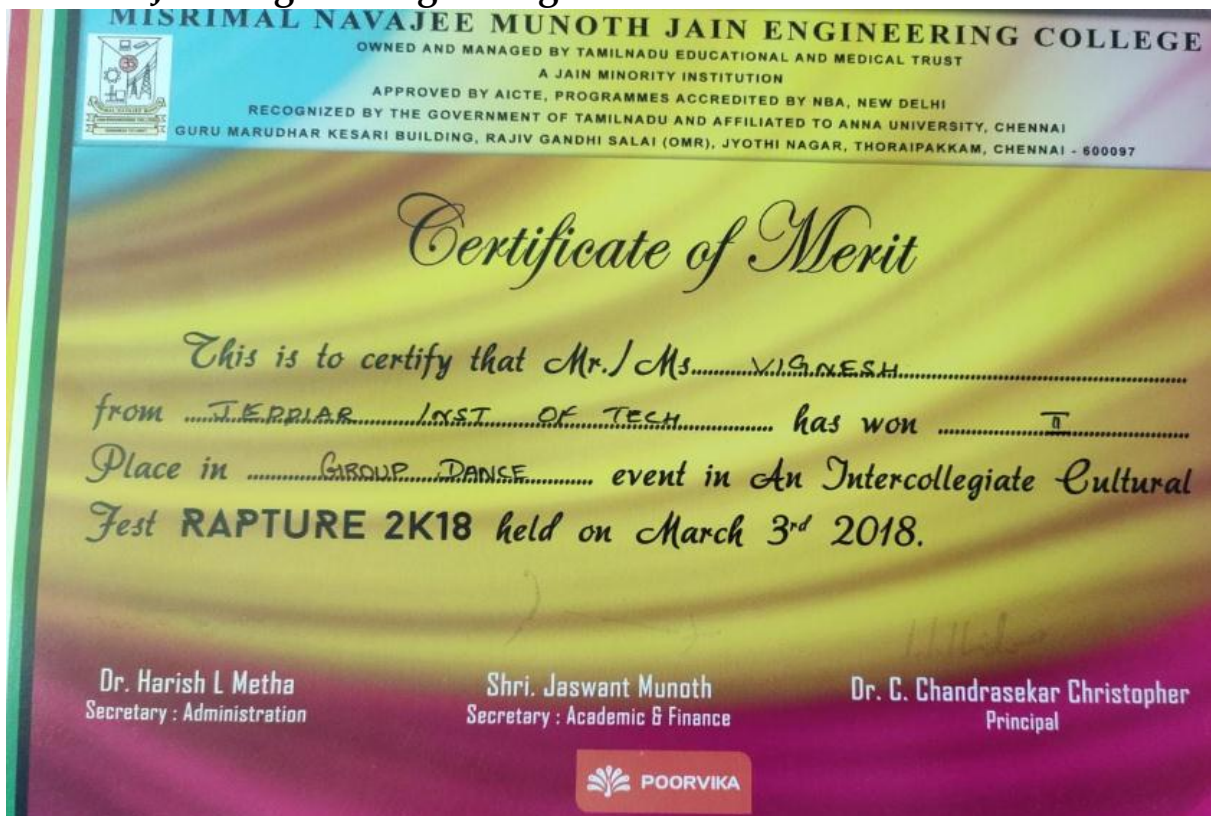 MISRIMAL NAVAJEE MUNOTH JAIN ENGINEERING COLLEGE
OWNED AND MANAGED BY TAMILNADU EDUCATIONAL AND MEDICAL TRUST
A JAIN MINORITY INSTITUTION
APPROVED BY AICTE, PROGRAMMES ACCREDITED BY NBA, NEW DELHI
RECOGNIZED BY THE GOVERNMENT OF TAMILNADU AND AFFILIATED TO ANNA UNIVERSITY, CHENNAI
GURU MARUDHAR KESARI BUILDING, RAJIV GANDHI SALAI (OMR), JYOTHI NAGAR, THORAIPAKKAM, CHENNAI - 600097
Certificate of Merit
This is to certify that Mr./ Ms. VIGNESH
from JEPPIAR INST OF TECH has won II
Place in GROUP DANCE event in An Intercollegiate Cultural
Fest RAPTURE 2K18 held on March 3rd 2018.
Dr. Harish L Metha Shri. Jaswant Munoth Dr. C. Chandrasekar Christopher
Secretary : Administration Secretary : Academic & Finance Principal
POORVIKA